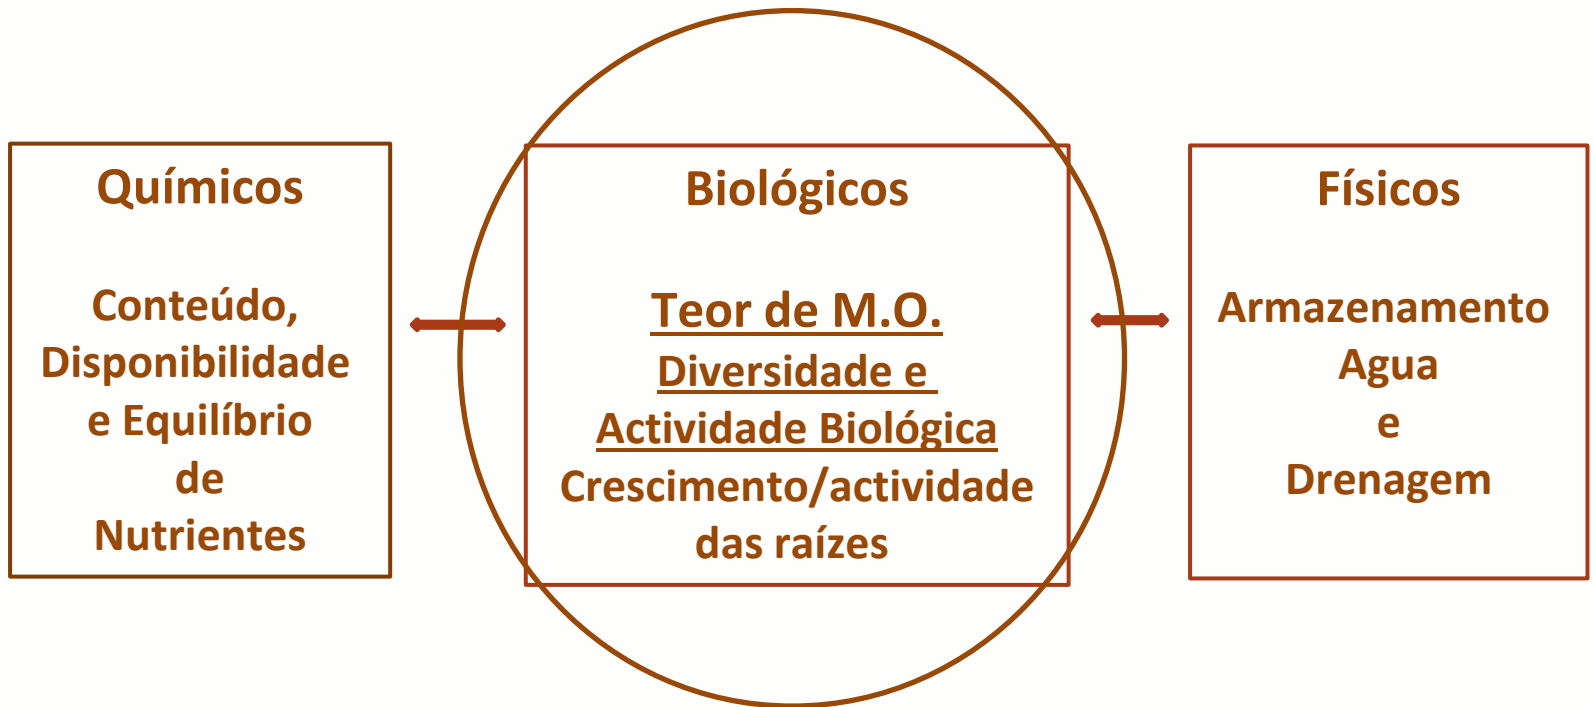 Químicos
Conteúdo,
Disponibilidade
e Equilíbrio
de
Nutrientes
Biológicos
Teor de M.O.
Diversidade e
Actividade Biológica
Crescimento/actividade
das raízes
Físicos
Armazenamento
Agua
e
Drenagem